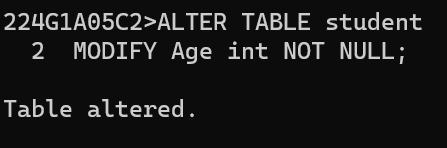 224G1A05C2>ALTER TABLE student
2 MODIFY Age int NOT NULL;
Table altered.